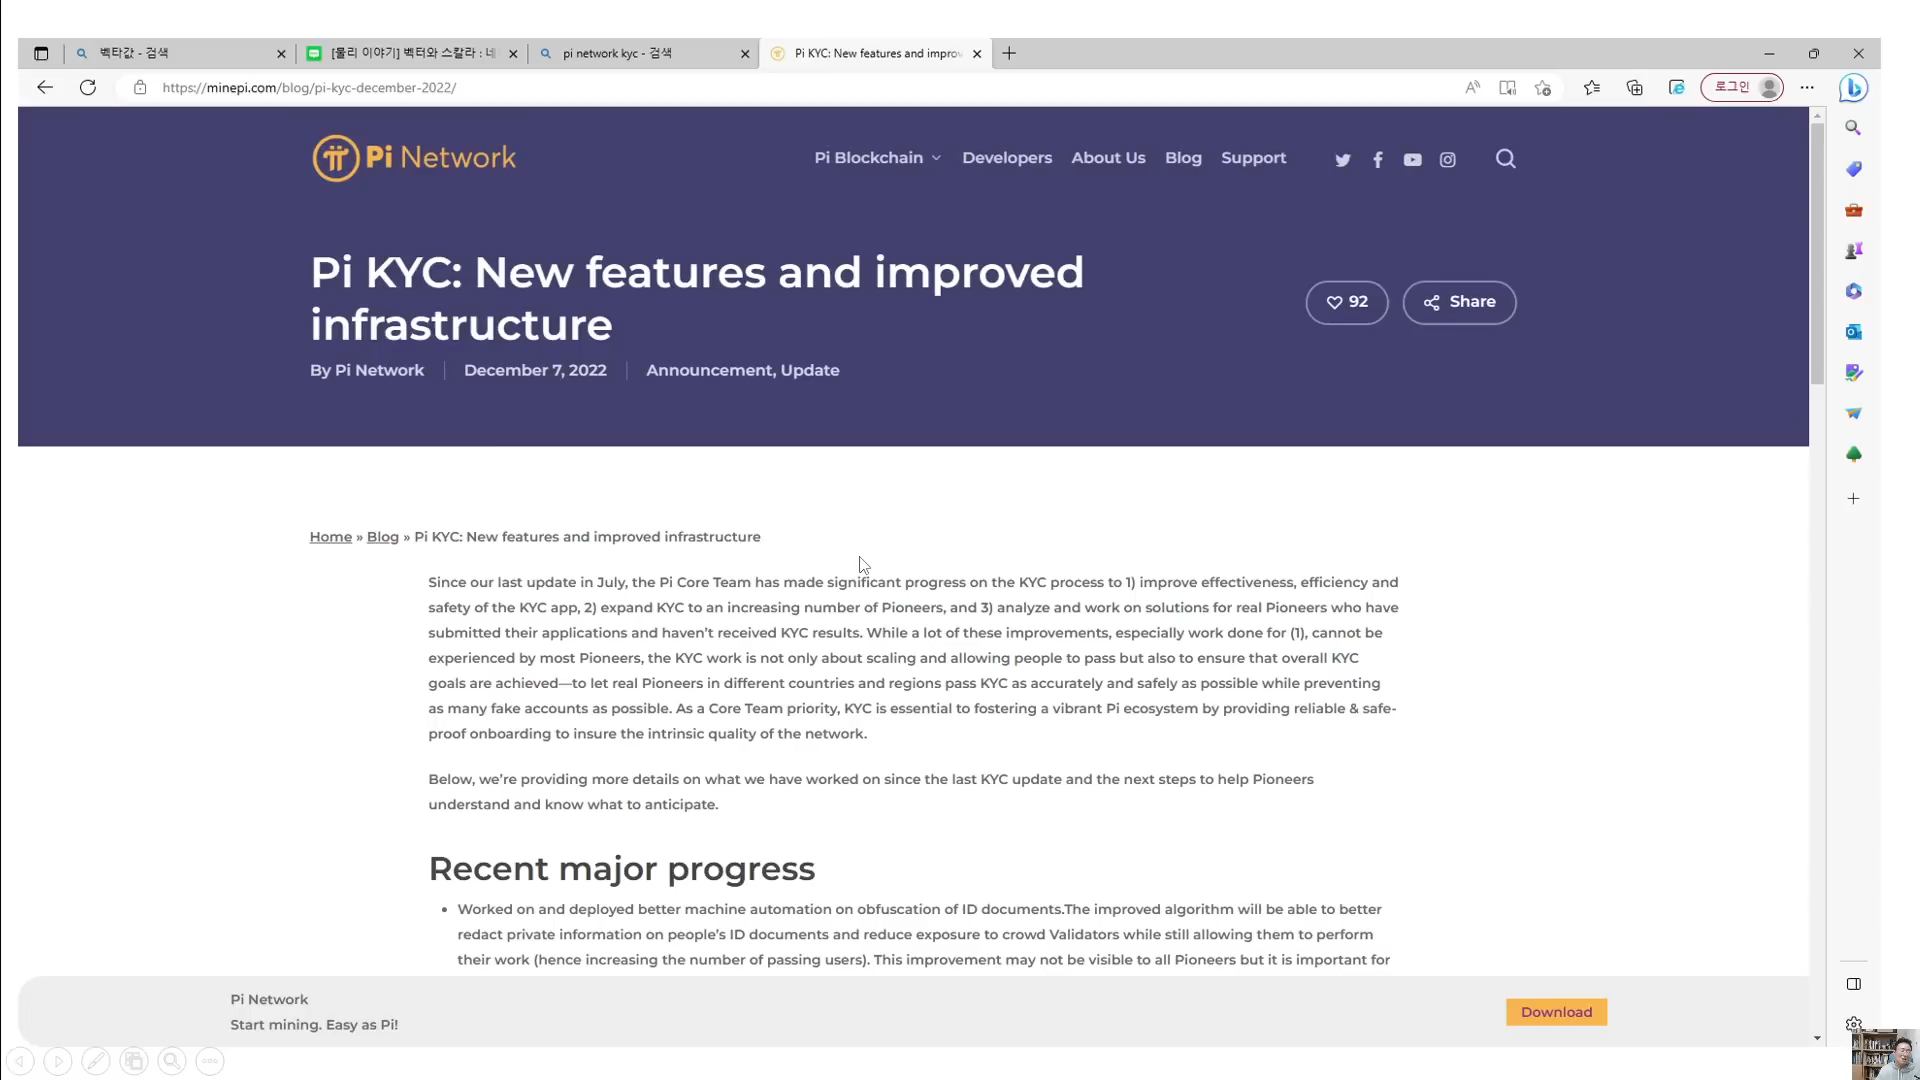 벡타값 - 검색
[물리 이야기] 벡터와 스칼라 : 네
pi network kyc - 검색
Pi KYC: New features and improv
https://minepi.com/blog/pi-kyc-december-2022/
로그인
Pi Network
Pi Blockchain
Developers
About Us
Blog
Support
Pi KYC: New features and improved
infrastructure
92
Share
By Pi Network
December 7, 2022
Announcement, Update
Home » Blog » Pi KYC: New features and improved infrastructure
Since our last update in July, the Pi Core Team has made significant progress on the KYC process to 1) improve effectiveness, efficiency and
safety of the KYC app, 2) expand KYC to an increasing number of Pioneers, and 3) analyze and work on solutions for real Pioneers who have
submitted their applications and haven’t received KYC results. While a lot of these improvements, especially work done for (1), cannot be
experienced by most Pioneers, the KYC work is not only about scaling and allowing people to pass but also to ensure that overall KYC
goals are achieved—to let real Pioneers in different countries and regions pass KYC as accurately and safely as possible while preventing
as many fake accounts as possible. As a Core Team priority, KYC is essential to fostering a vibrant Pi ecosystem by providing reliable & safe-
proof onboarding to insure the intrinsic quality of the network.
Below, we’re providing more details on what we have worked on since the last KYC update and the next steps to help Pioneers
understand and know what to anticipate.
Recent major progress
• Worked on and deployed better machine automation on obfuscation of ID documents.The improved algorithm will be able to better
redact private information on people’s ID documents and reduce exposure to crowd Validators while still allowing them to perform
their work (hence increasing the number of passing users). This improvement may not be visible to all Pioneers but it is important for
Pi Network
Start mining. Easy as Pi!
Download